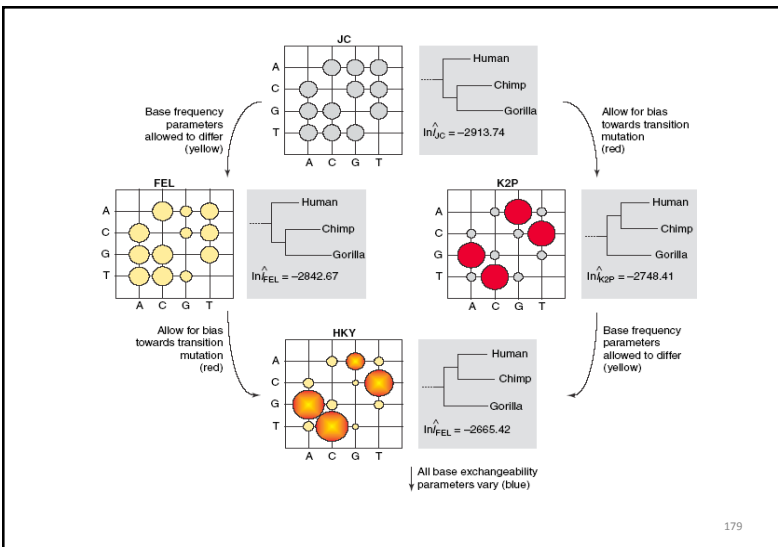 JC
A
C
G
T
A C G T
Human
Chimp
Gorilla
ln l̂JC = –2913.74
Base frequency
parameters
allowed to differ
(yellow)
Allow for bias
towards transition
mutation
(red)
FEL
A
C
G
T
A C G T
Human
Chimp
Gorilla
ln l̂FEL = –2842.67
K2P
A
C
G
T
A C G T
Human
Chimp
Gorilla
ln l̂K2P = –2748.41
Allow for bias
towards transition
mutation
(red)
HKY
A
C
G
T
A C G T
Human
Chimp
Gorilla
ln l̂FEL = –2665.42
Base frequency
parameters
allowed to differ
(yellow)
All base exchangeability
parameters vary (blue)
179